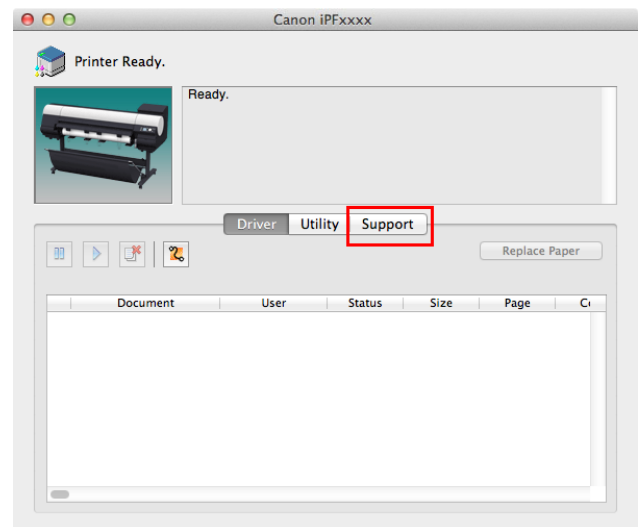 Canon iPFxxxx
Printer Ready.
Ready.
Driver Utility Support
Replace Paper
Document User Status Size Page